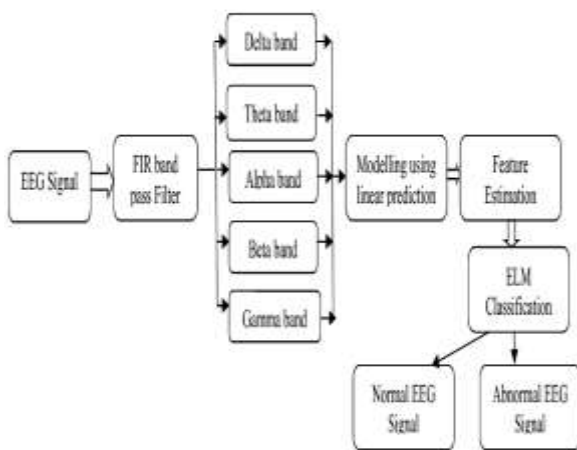 EEG Signal
FIR band
pass Filter
Delta band
Theta band
Alpha band
Beta band
Gamma band
Modelling using
linear prediction
Feature
Estimation
ELM
Classification
Normal EEG
Signal
Abnormal EEG
Signal